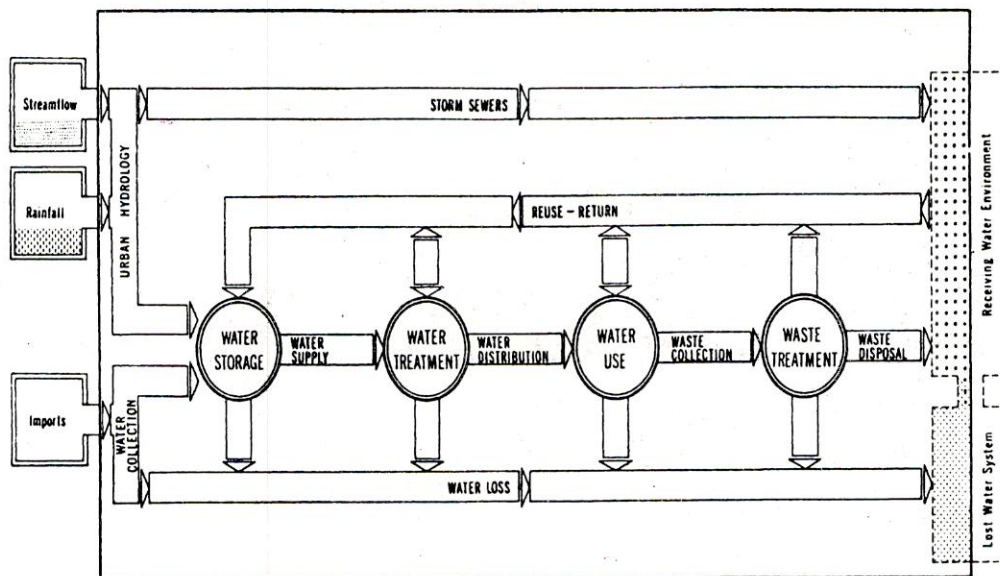 Streamflow
Rainfall
Imports
URBAN HYDROLOGY
WATER
COLLECTION
STORM SEWERS
REUSE - RETURN
WATER
STORAGE
WATER
SUPPLY
WATER
TREATMENT
WATER
DISTRIBUTION
WATER
USE
WASTE
COLLECTION
WASTE
TREATMENT
WASTE
DISPOSAL
WATER LOSS
Receiving Water Environment
Lost Water System